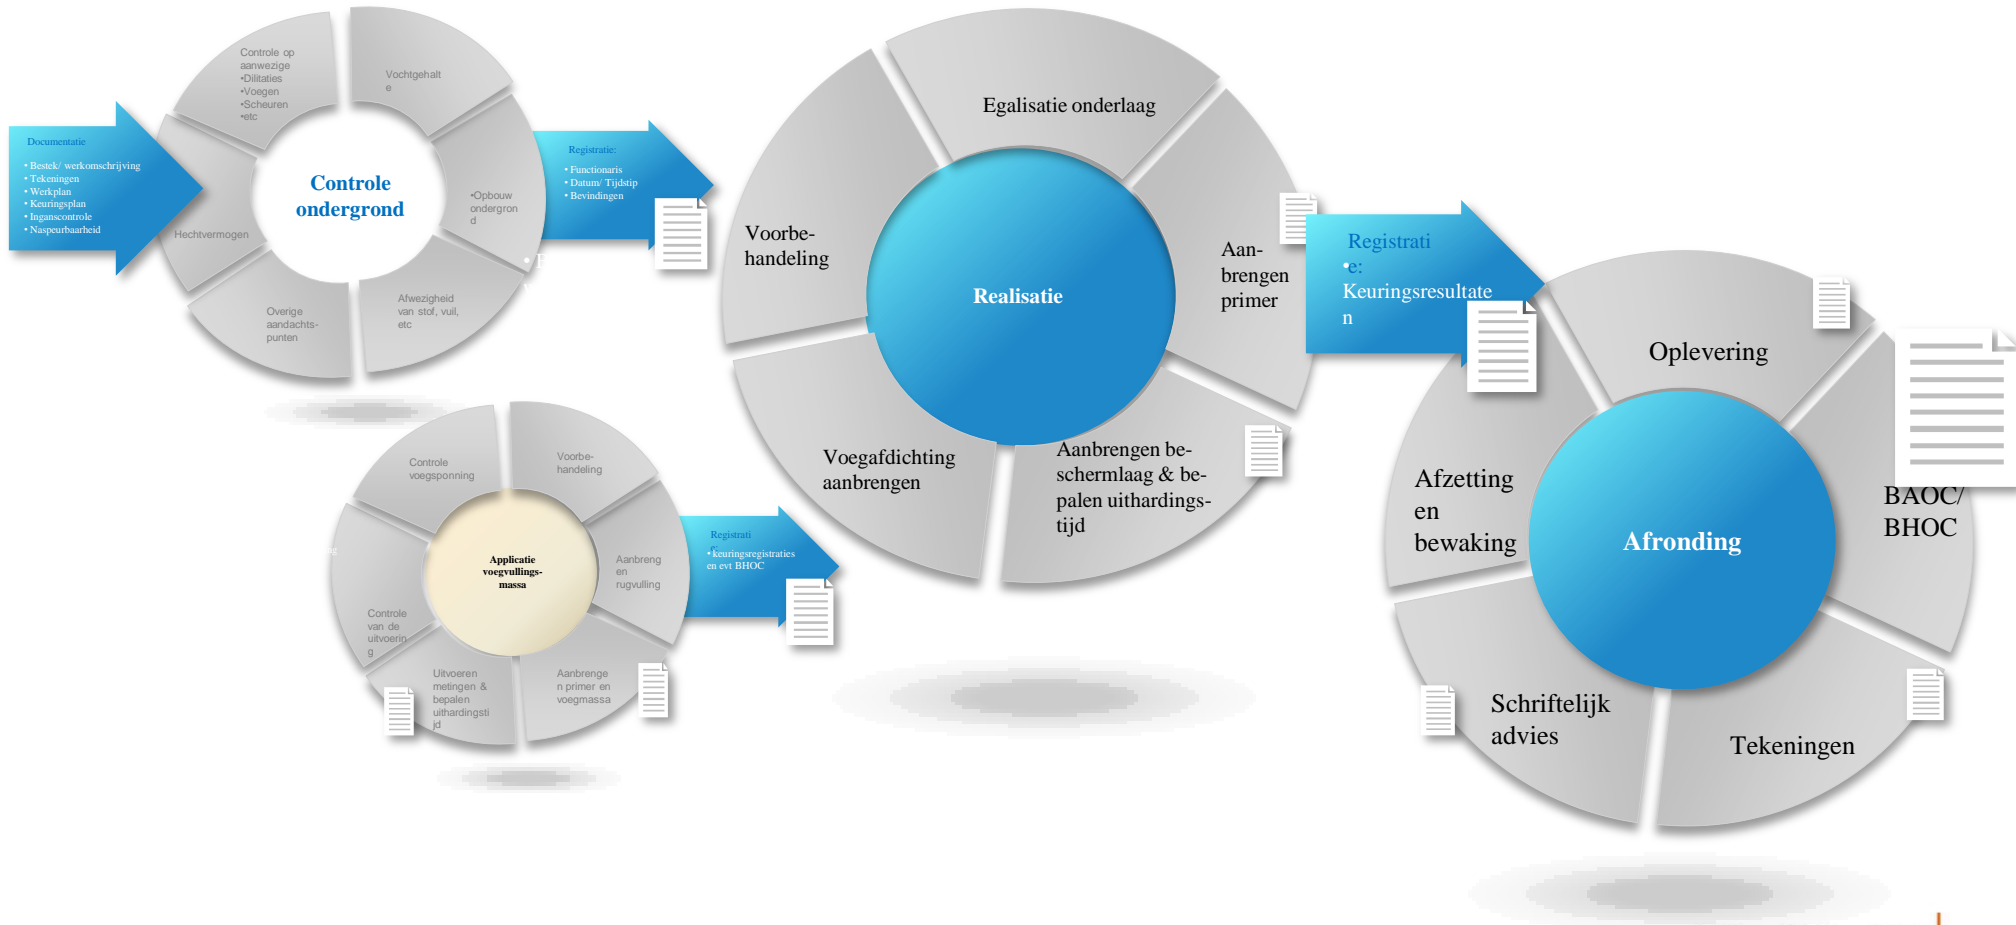 Documentatie
• Bestek/ werkomschrijving
• Tekeningen
• Werkplan
• Keuringsplan
• Inganscontrole
• Naspeurbaarheid
Controle op
aanwezige
•Dilitaties
•Voegen
•Scheuren
•etc
Vochtgehalt
e
•Opbouw
ondergron
d
Afwezigheid
van stof, vuil,
etc
Overige
aandachts-
punten
Hechtvermogen
Controle
ondergrond
Registratie:
• Functionaris
• Datum/ Tijdstip
• Bevindingen
Controle
voegsponning
Voorbe-
handeling
Aanbreng
en
rugvulling
Aanbrenge
n primer en
voegmassa
Uitvoeren
metingen &
bepalen
uithardingsti
jd
Controle
van de
uitvoerin
g
Applicatie
voegvullings-
massa
Registrati
e:
• keuringsregistraties
en evt BHOC
Egalisatie onderlaag
Aan-
brengen
primer
Aanbrengen be-
schermlaag & be-
palen uithardings-
tijd
Voegafdichting
aanbrengen
Voorbe-
handeling
Realisatie
Registrati
e:
•
Keuringsresultate
n
Oplevering
BAOC/
BHOC
Tekeningen
Schriftelijk
advies
Afzetting
en
bewaking
Afronding